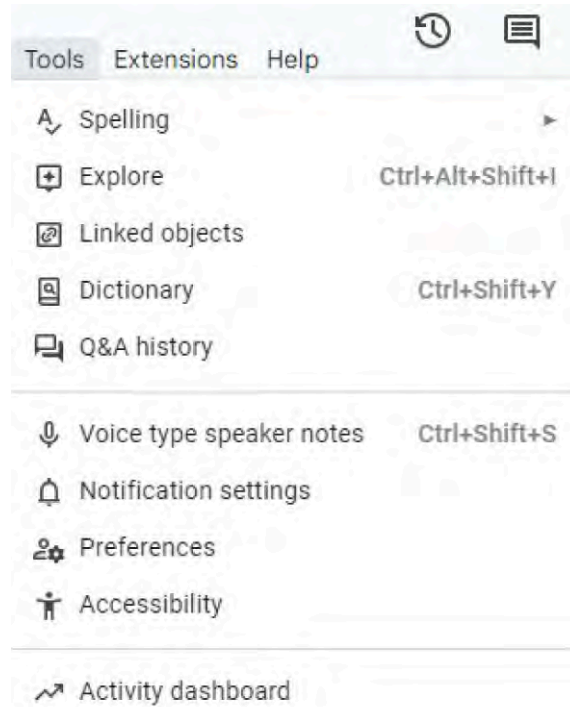 Tools Extensions Help
Spelling
Explore Ctrl+Alt+Shift+I
Linked objects
Dictionary Ctrl+Shift+Y
Q&A history
Voice type speaker notes Ctrl+Shift+S
Notification settings
Preferences
Accessibility
Activity dashboard